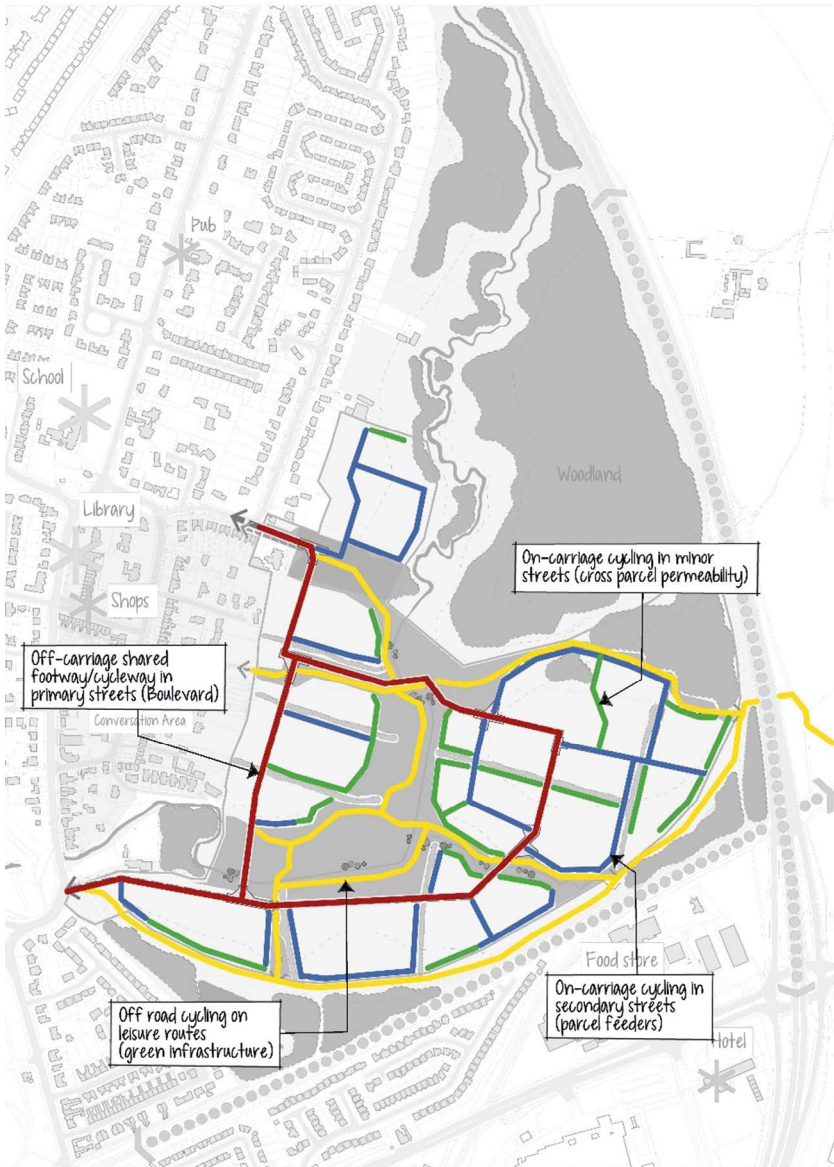 Pub
School
Library
Woodland
On-carriage cycling in minor
streets (cross parcel permeability)
Shops
Off-carriage shared
footway/cycleway in
primary streets (Boulevard)
Conversation Area
Food store
On-carriage cycling in
secondary streets
(parcel feeders)
Off road cycling on
leisure routes
(green infrastructure)
Hotel